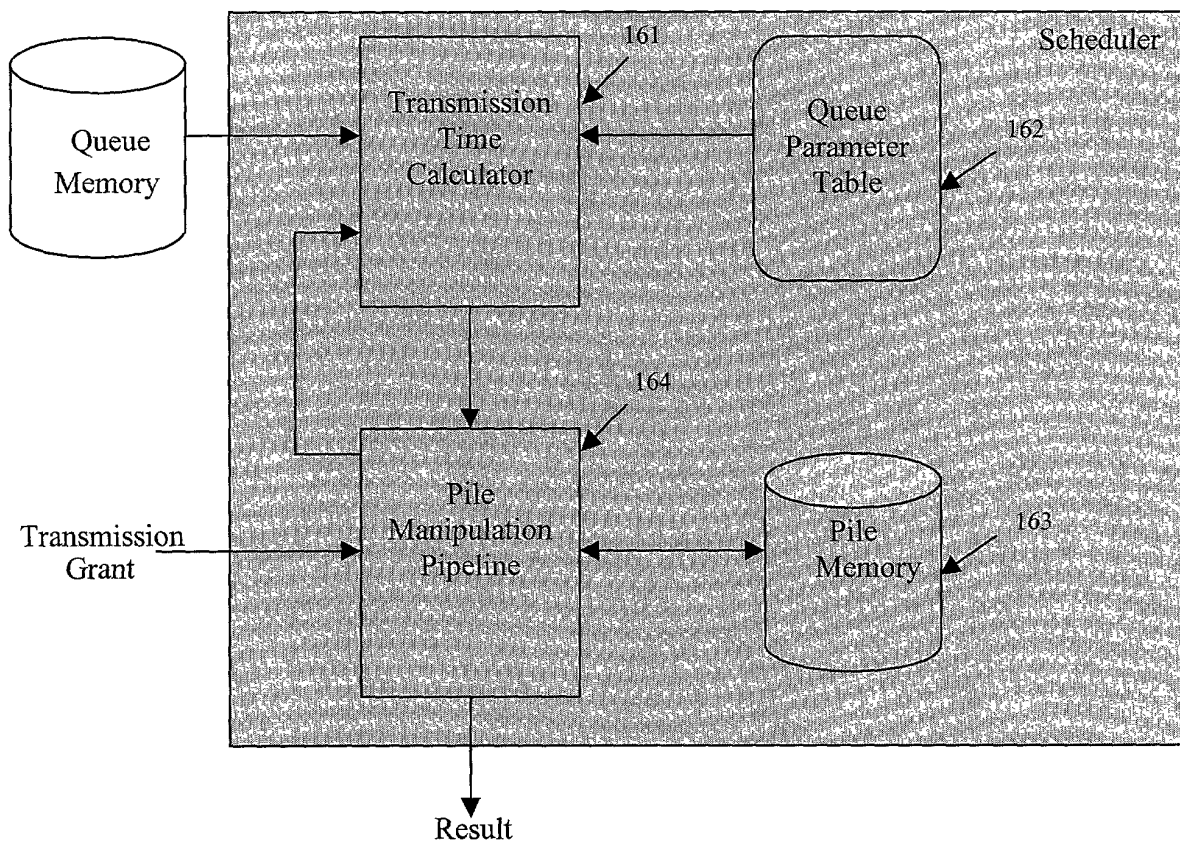 Scheduler
161
Transmission
Time
Calculator
Queue
Parameter
Table
162
Queue
Memory
164
Pile
Manipulation
Pipeline
Pile
Memory
163
Transmission
Grant
Result